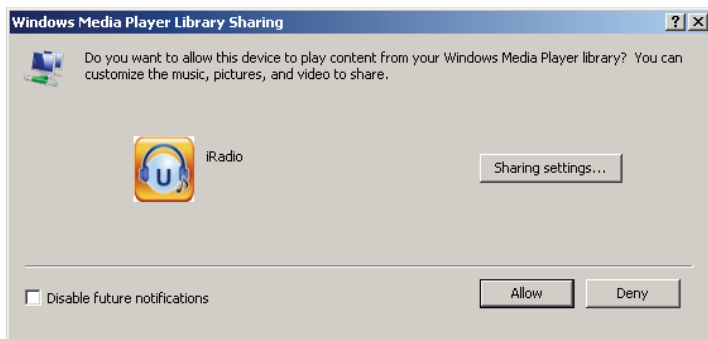 Windows Media Player Library Sharing
Do you want to allow this device to play content from your Windows Media Player library? You can
customize the music, pictures, and video to share.
U
iRadio
Sharing settings...
Disable future notifications
Allow
Deny